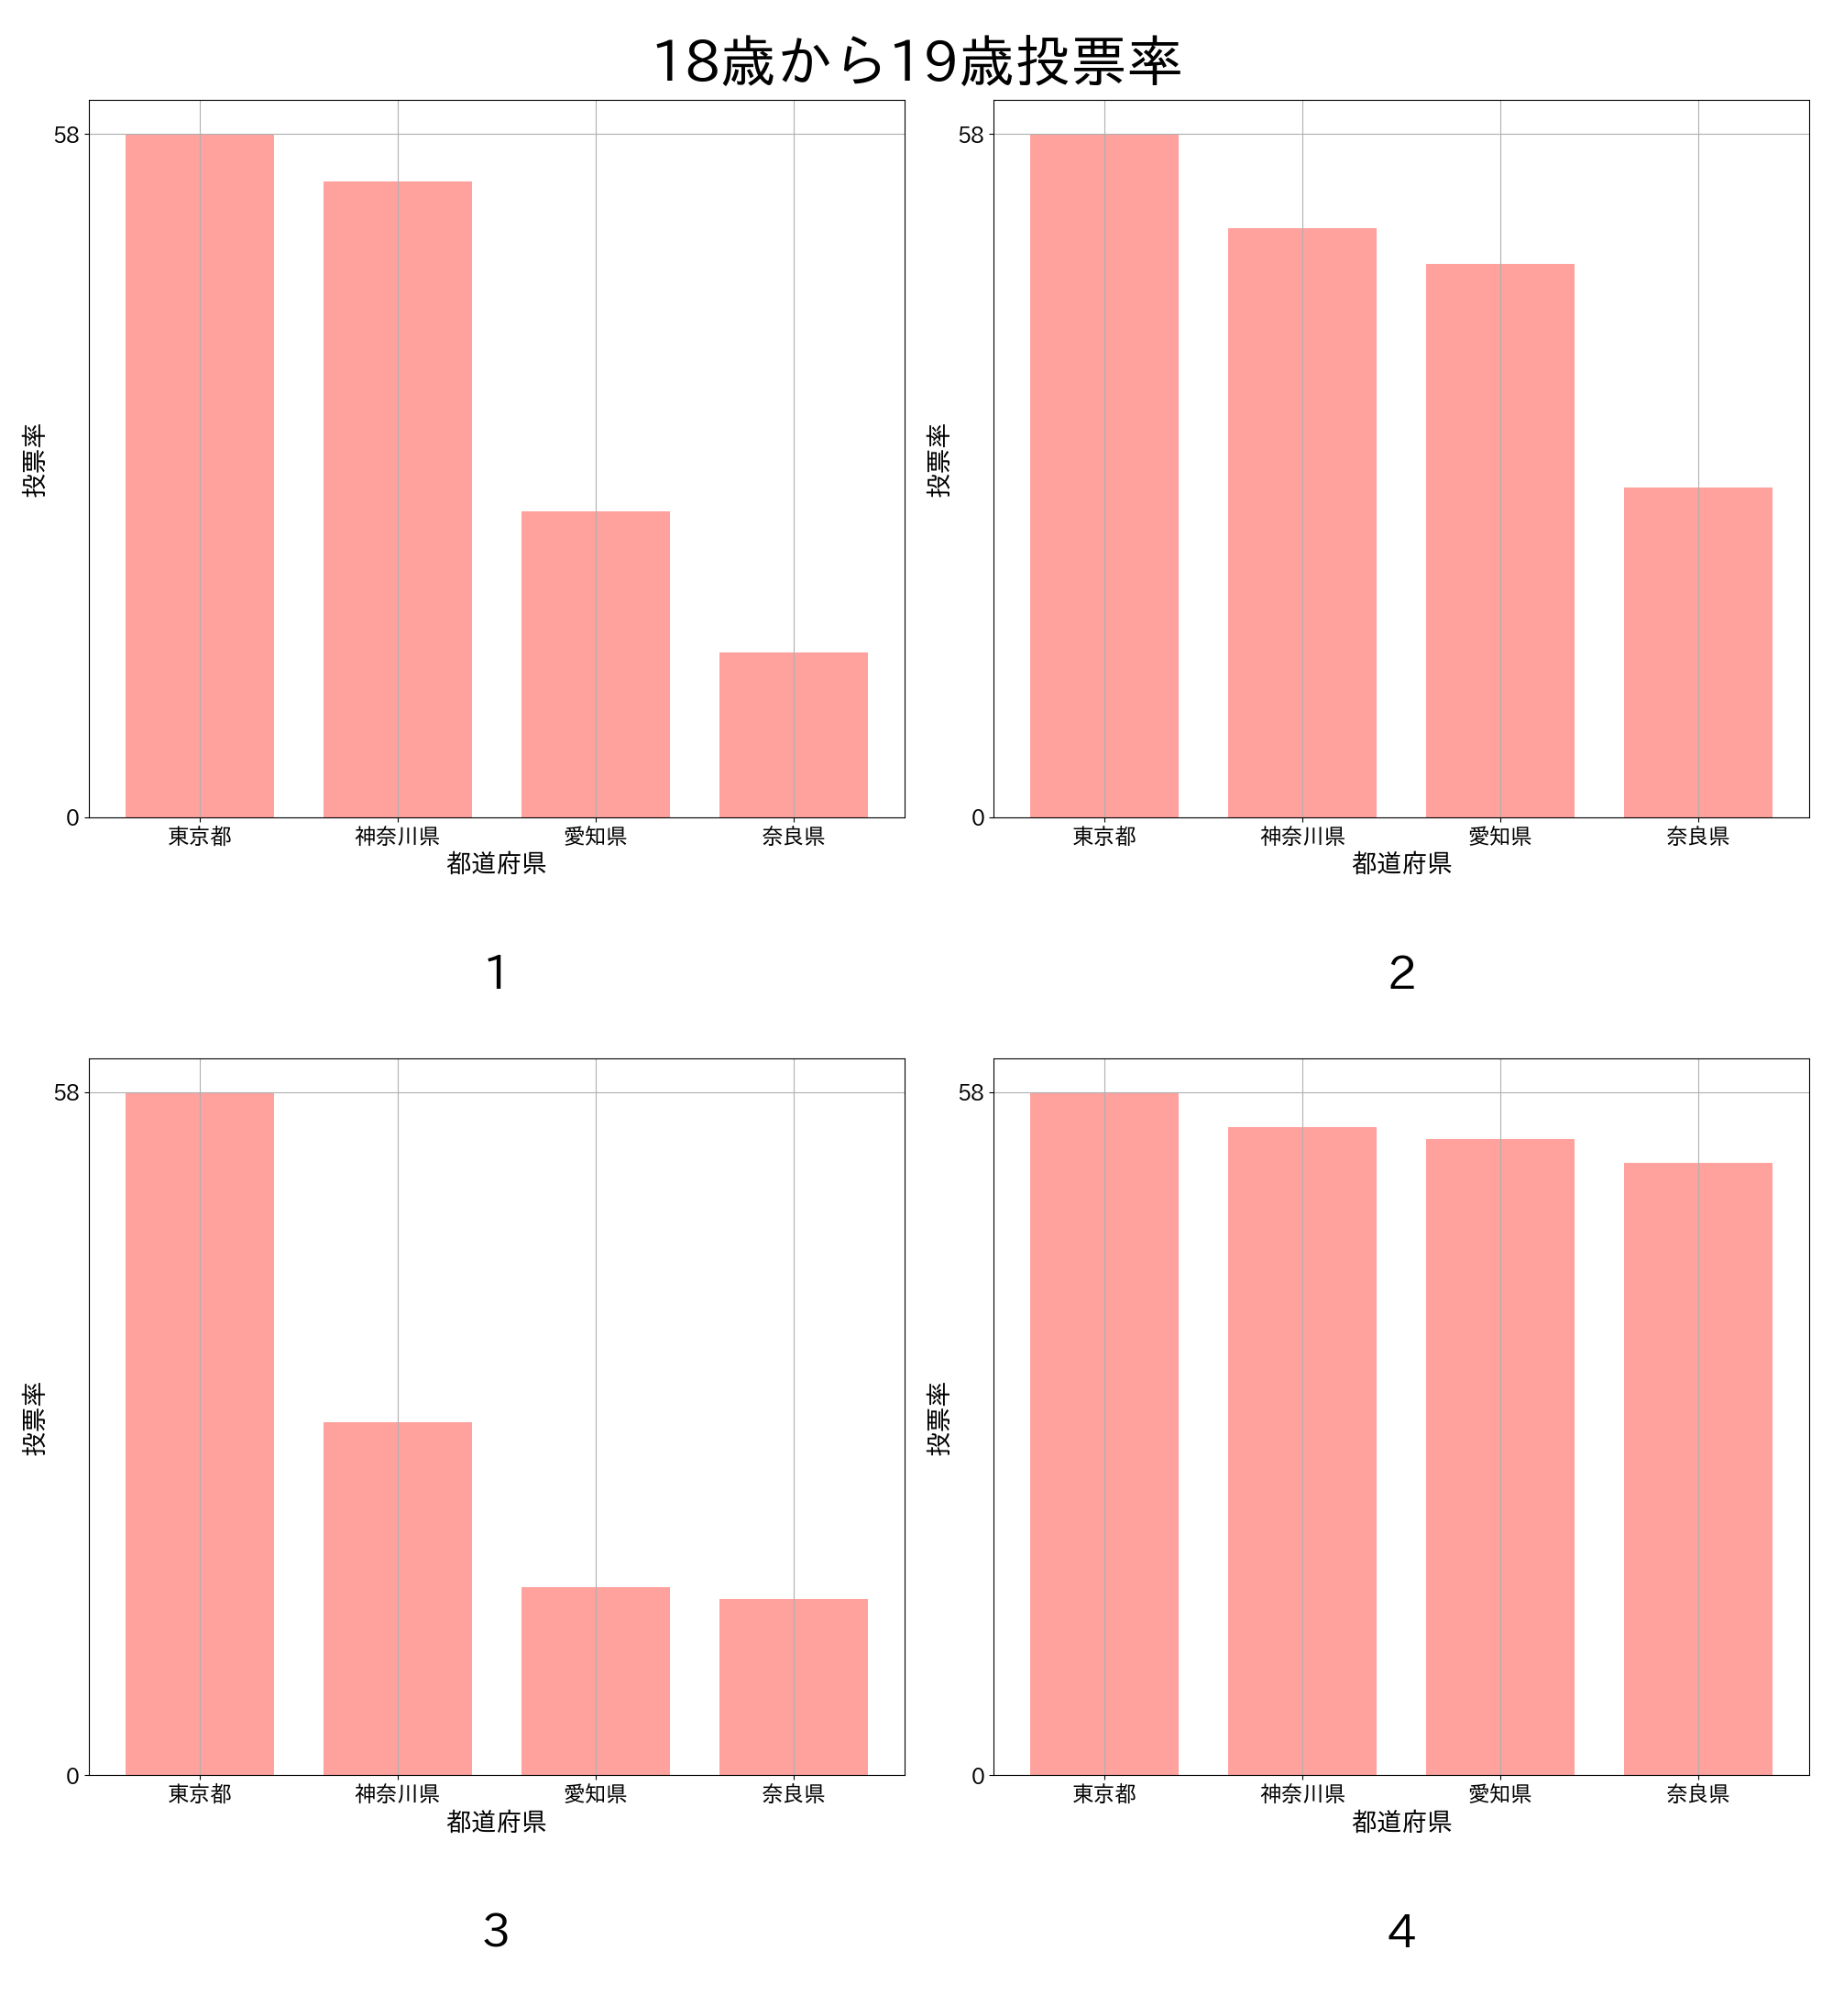 18歳から19歳投票率
58
0
投票率
東京都 神奈川県 愛知県 奈良県
都道府県
1
58
0
投票率
東京都 神奈川県 愛知県 奈良県
都道府県
2
58
0
投票率
東京都 神奈川県 愛知県 奈良県
都道府県
3
58
0
投票率
東京都 神奈川県 愛知県 奈良県
都道府県
4